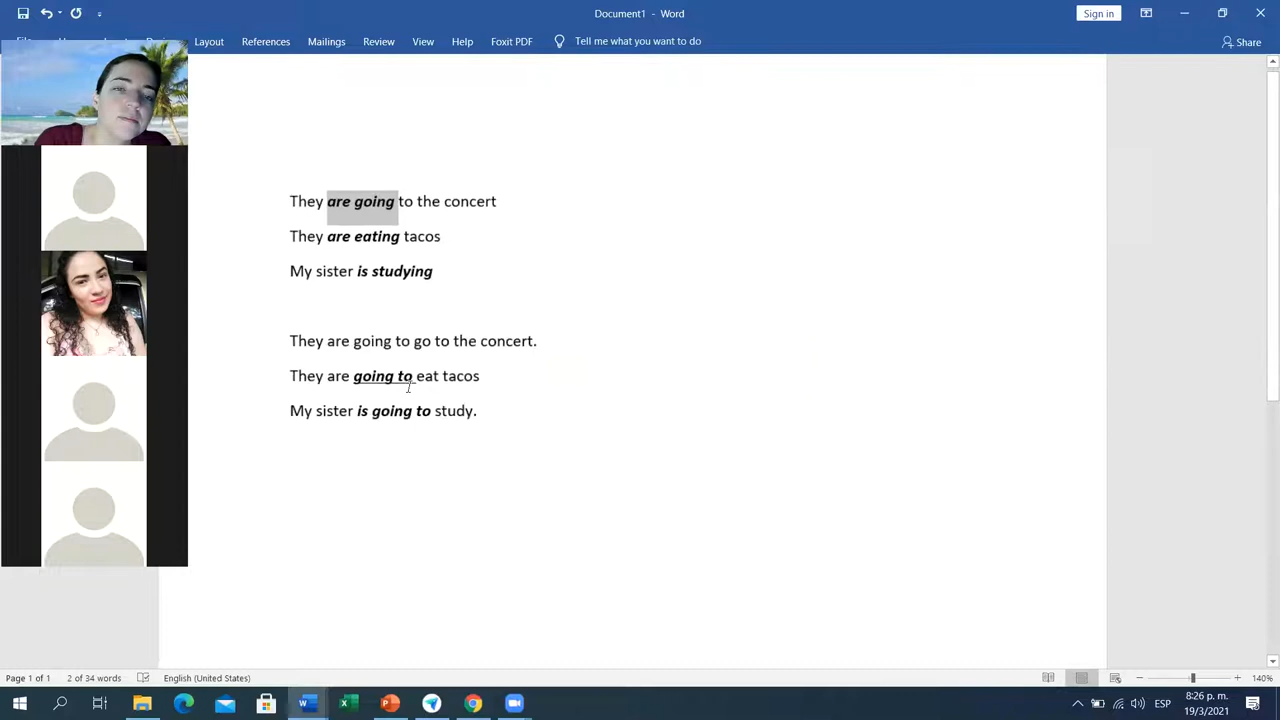 Document1 - Word
Sign in
Layout References Mailings Review View Help Foxit PDF Tell me what you want to do
Share
They are going to the concert
They are eating tacos
My sister is studying
They are going to go to the concert.
They are going to eat tacos
My sister is going to study.
Page 1 of 1 2 of 34 words English (United States)
140%
ESP
8:26 p. m.
19/3/2021